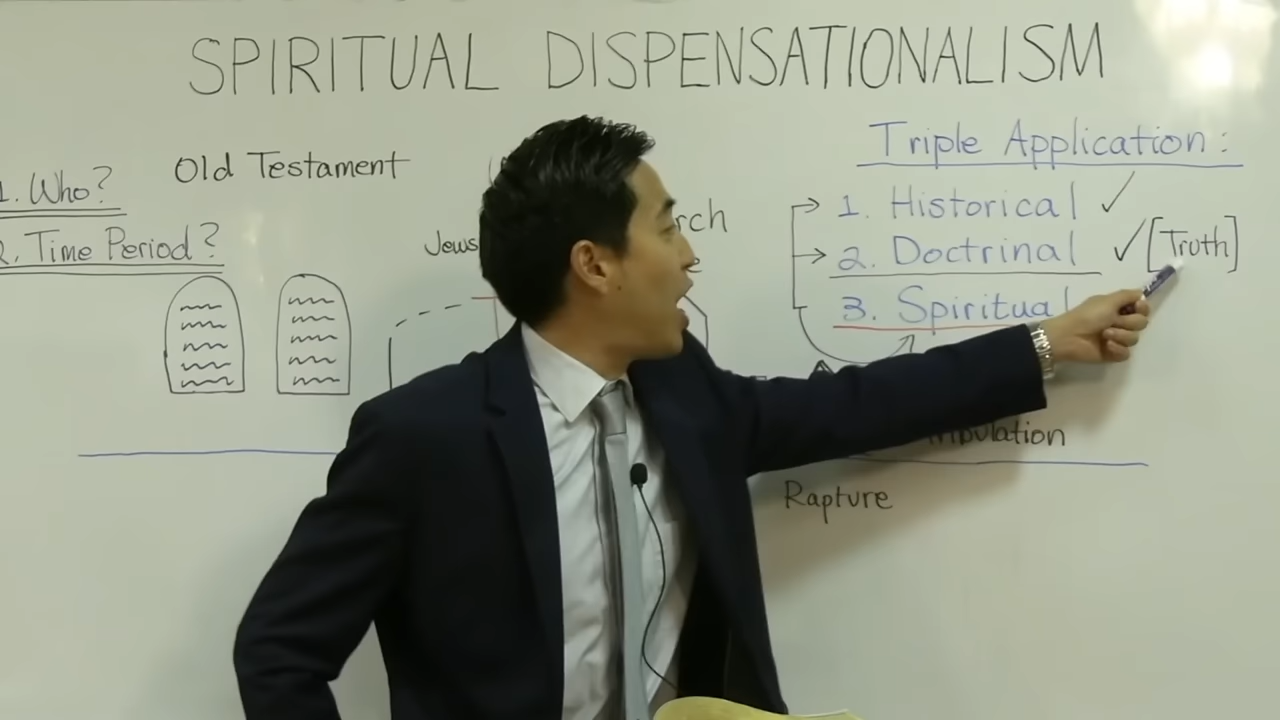 SPIRITUAL DISPENSATIONALISM
1. Who?
2. Time Period?
Old Testament
Jews
Triple Application:
1. Historical ✓
2. Doctrinal ✓ [Truth]
3. Spiritual
Rapture